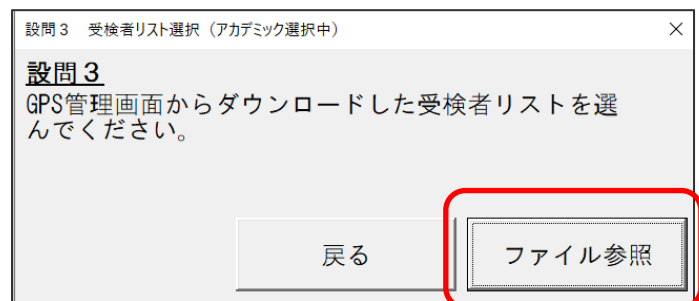 設問３　受検者リスト選択（アカデミック選択中）
設問３
GPS管理画面からダウンロードした受検者リストを選
んでください。
戻る
ファイル参照